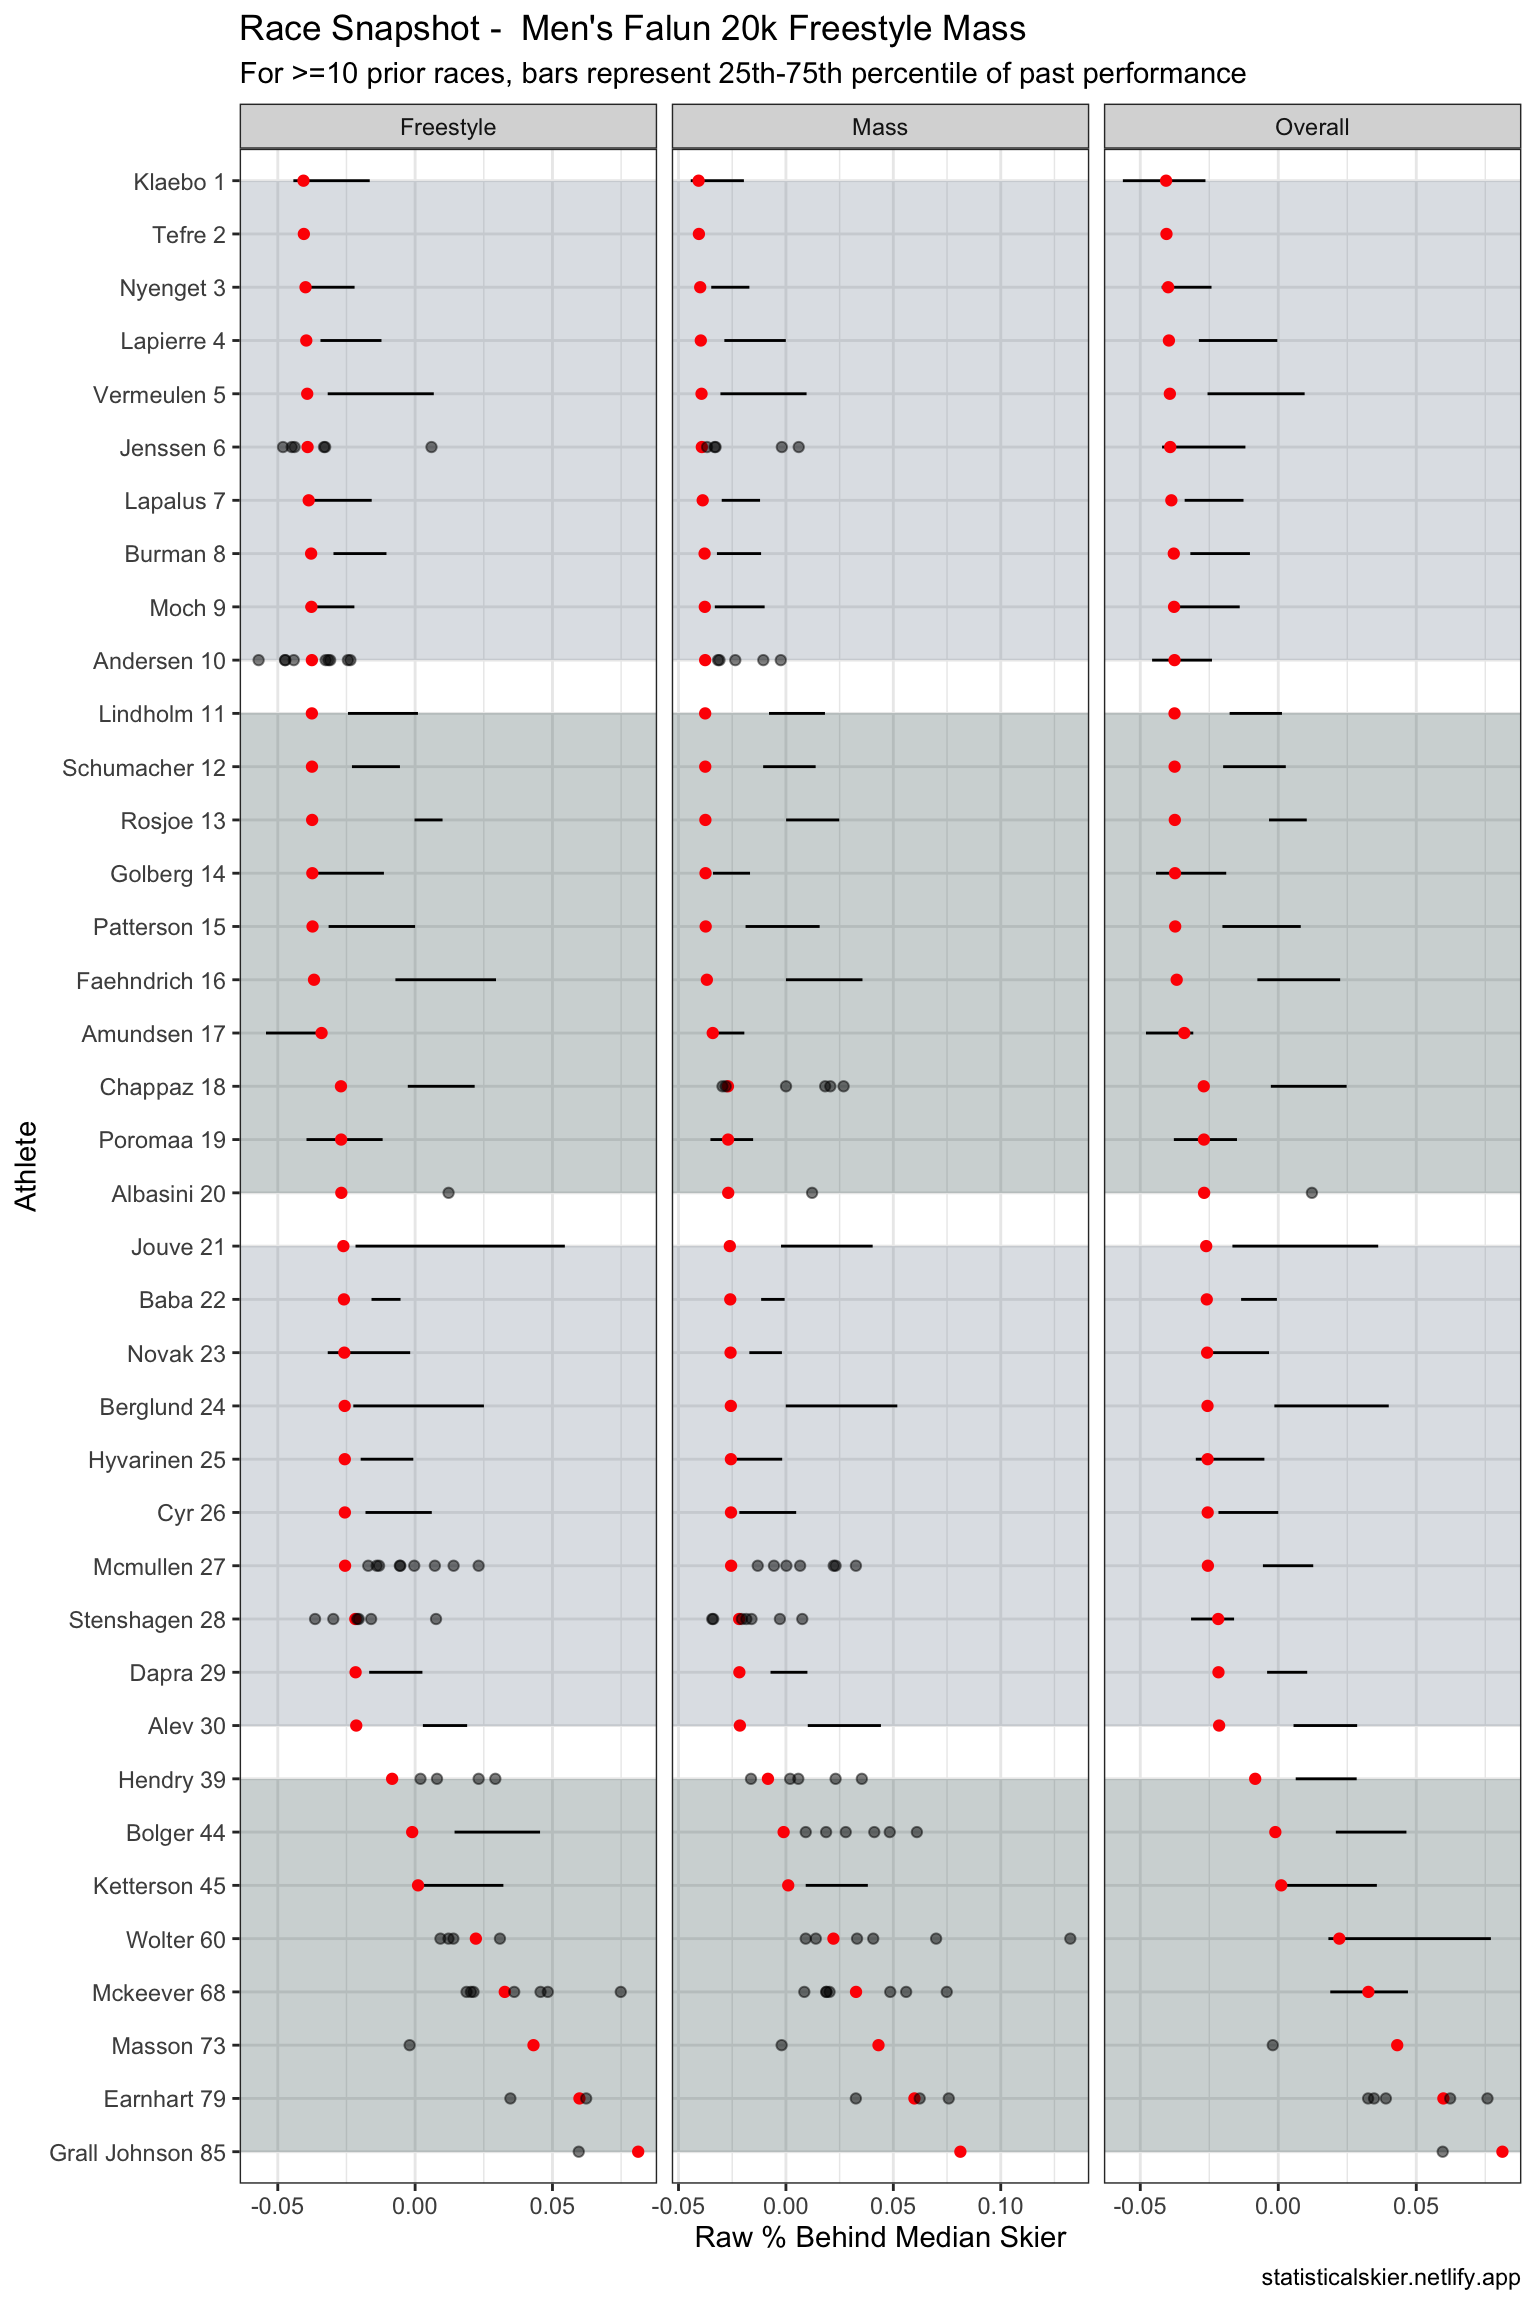 Race Snapshot -  Men's Falun 20k Freestyle Mass
For >=10 prior races, bars represent 25th-75th percentile of past performance
Freestyle
Mass
Overall
Klaebo 1
Tefre 2
Nyenget 3
Lapierre 4
Vermeulen 5
Jenssen 6
Lapalus 7
Burman 8
Moch 9
Andersen 10
Lindholm 11
Schumacher 12
Rosjoe 13
Golberg 14
Patterson 15
Faehndrich 16
Amundsen 17
Chappaz 18
Poromaa 19
Albasini 20
Jouve 21
Baba 22
Novak 23
Berglund 24
Hyvarinen 25
Cyr 26
Mcmullen 27
Stenshagen 28
Dapra 29
Alev 30
Hendry 39
Bolger 44
Ketterson 45
Wolter 60
Mckeever 68
Masson 73
Earnhart 79
Grall Johnson 85
Athlete
-0.05 0.00 0.05
-0.05 0.00 0.05 0.10
-0.05 0.00 0.05
Raw % Behind Median Skier
statisticalskier.netlify.app